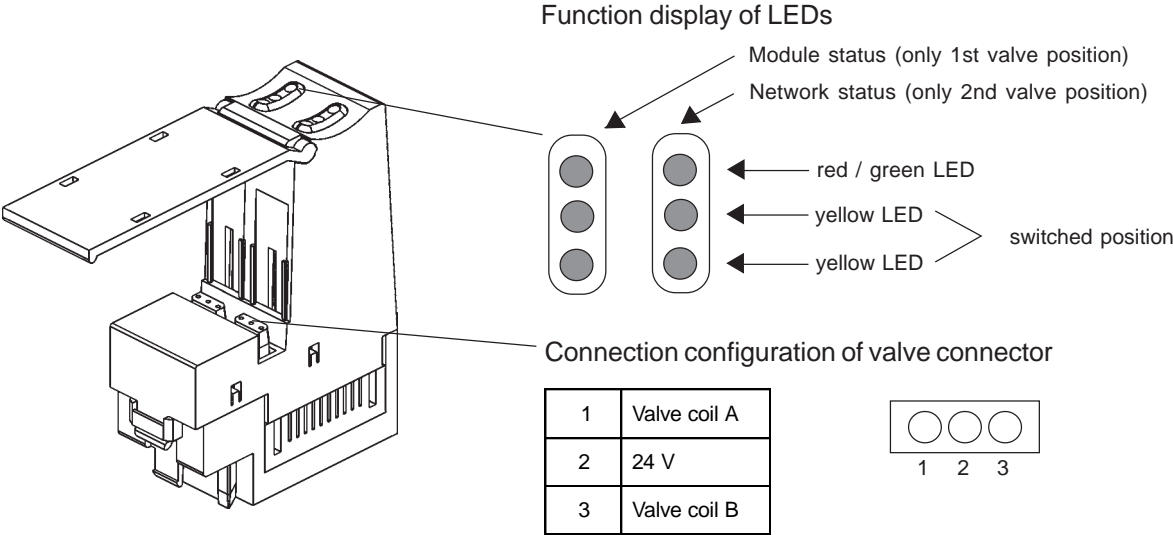 Function display of LEDs
Module status (only 1st valve position)
Network status (only 2nd valve position)
red / green LED
yellow LED
switched position
yellow LED
Connection configuration of valve connector
1 Valve coil A
2 24 V
3 Valve coil B
1 2 3